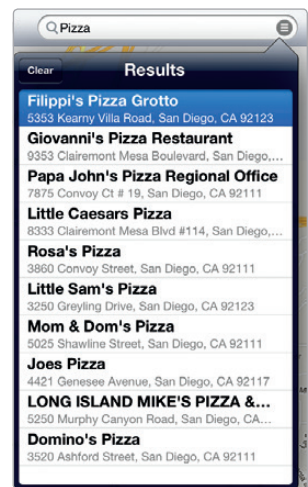 Pizza
Clear
Results
Filippi's Pizza Grotto
5353 Kearny Villa Road, San Diego, CA 92123
Giovanni's Pizza Restaurant
9353 Clairemont Mesa Boulevard, San Diego,...
Papa John's Pizza Regional Office
7875 Convoy Ct # 19, San Diego, CA 92111
Little Caesars Pizza
8333 Clairemont Mesa Blvd #114, San Diego,...
Rosa's Pizza
3860 Convoy Street, San Diego, CA 92111
Little Sam's Pizza
3250 Greyling Drive, San Diego, CA 92123
Mom & Dom's Pizza
5025 Shawline Street, San Diego, CA 92111
Joes Pizza
4421 Genesee Avenue, San Diego, CA 92117
LONG ISLAND MIKE'S PIZZA &...
5250 Murphy Canyon Road, San Diego, CA...
Domino's Pizza
3520 Ashford Street, San Diego, CA 92111